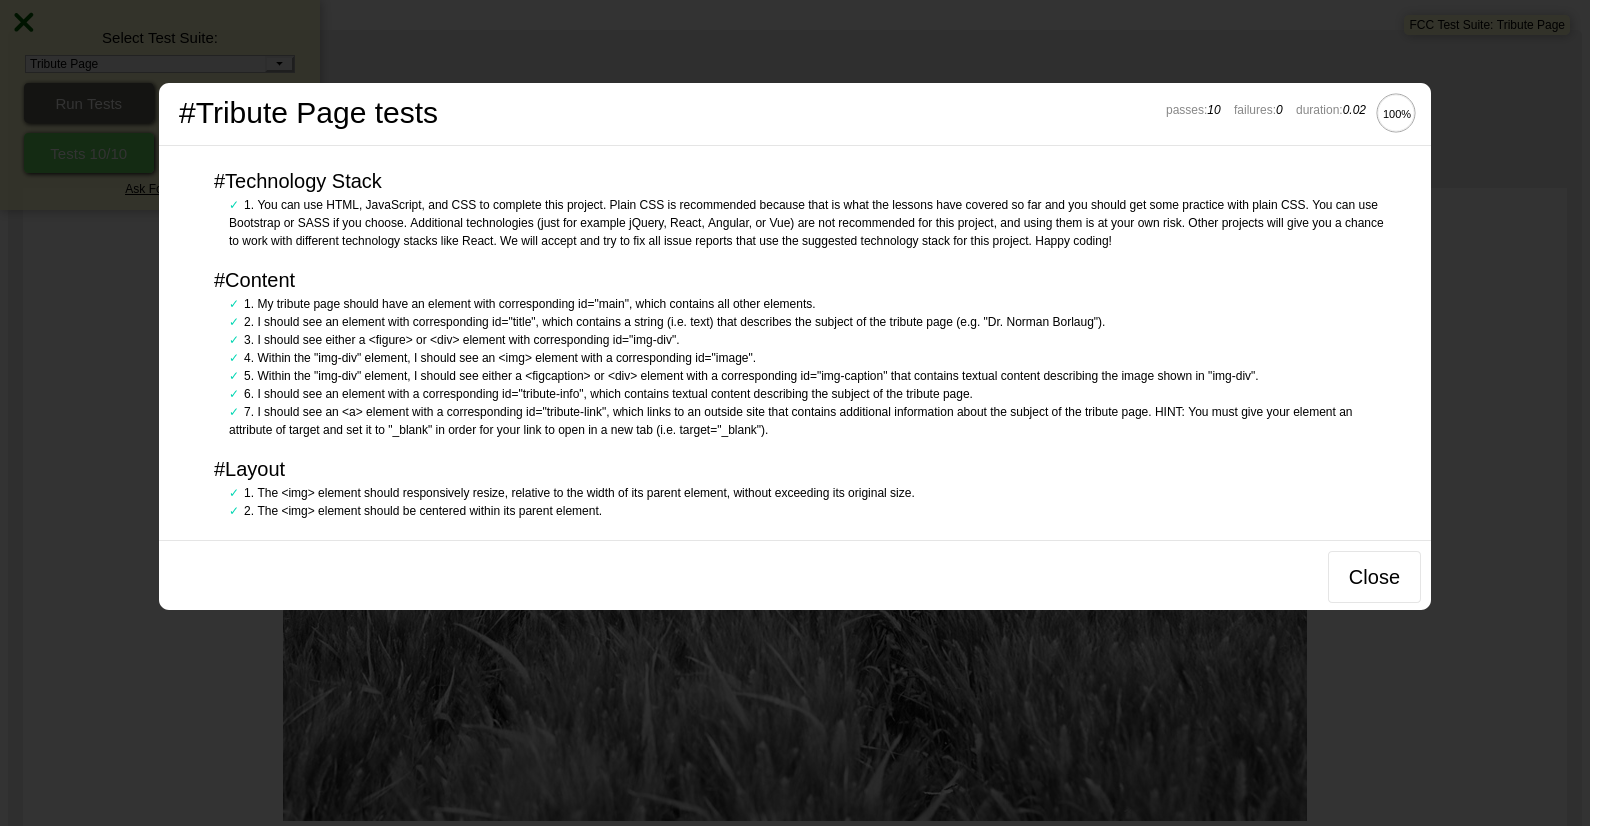 Select Test Suite:
FCC Test Suite: Tribute Page
Tribute Page
Run Tests
Tests 10/10
Ask Fo
#Tribute Page tests
passes:10 failures:0 duration:0.02 100%
#Technology Stack
✓ 1. You can use HTML, JavaScript, and CSS to complete this project. Plain CSS is recommended because that is what the lessons have covered so far and you should get some practice with plain CSS. You can use
Bootstrap or SASS if you choose. Additional technologies (just for example jQuery, React, Angular, or Vue) are not recommended for this project, and using them is at your own risk. Other projects will give you a chance
to work with different technology stacks like React. We will accept and try to fix all issue reports that use the suggested technology stack for this project. Happy coding!
#Content
✓ 1. My tribute page should have an element with corresponding id="main", which contains all other elements.
✓ 2. I should see an element with corresponding id="title", which contains a string (i.e. text) that describes the subject of the tribute page (e.g. "Dr. Norman Borlaug").
✓ 3. I should see either a <figure> or <div> element with corresponding id="img-div".
✓ 4. Within the "img-div" element, I should see an <img> element with a corresponding id="image".
✓ 5. Within the "img-div" element, I should see either a <figcaption> or <div> element with a corresponding id="img-caption" that contains textual content describing the image shown in "img-div".
✓ 6. I should see an element with a corresponding id="tribute-info", which contains textual content describing the subject of the tribute page.
✓ 7. I should see an <a> element with a corresponding id="tribute-link", which links to an outside site that contains additional information about the subject of the tribute page. HINT: You must give your element an
attribute of target and set it to "_blank" in order for your link to open in a new tab (i.e. target="_blank").
#Layout
✓ 1. The <img> element should responsively resize, relative to the width of its parent element, without exceeding its original size.
✓ 2. The <img> element should be centered within its parent element.
Close